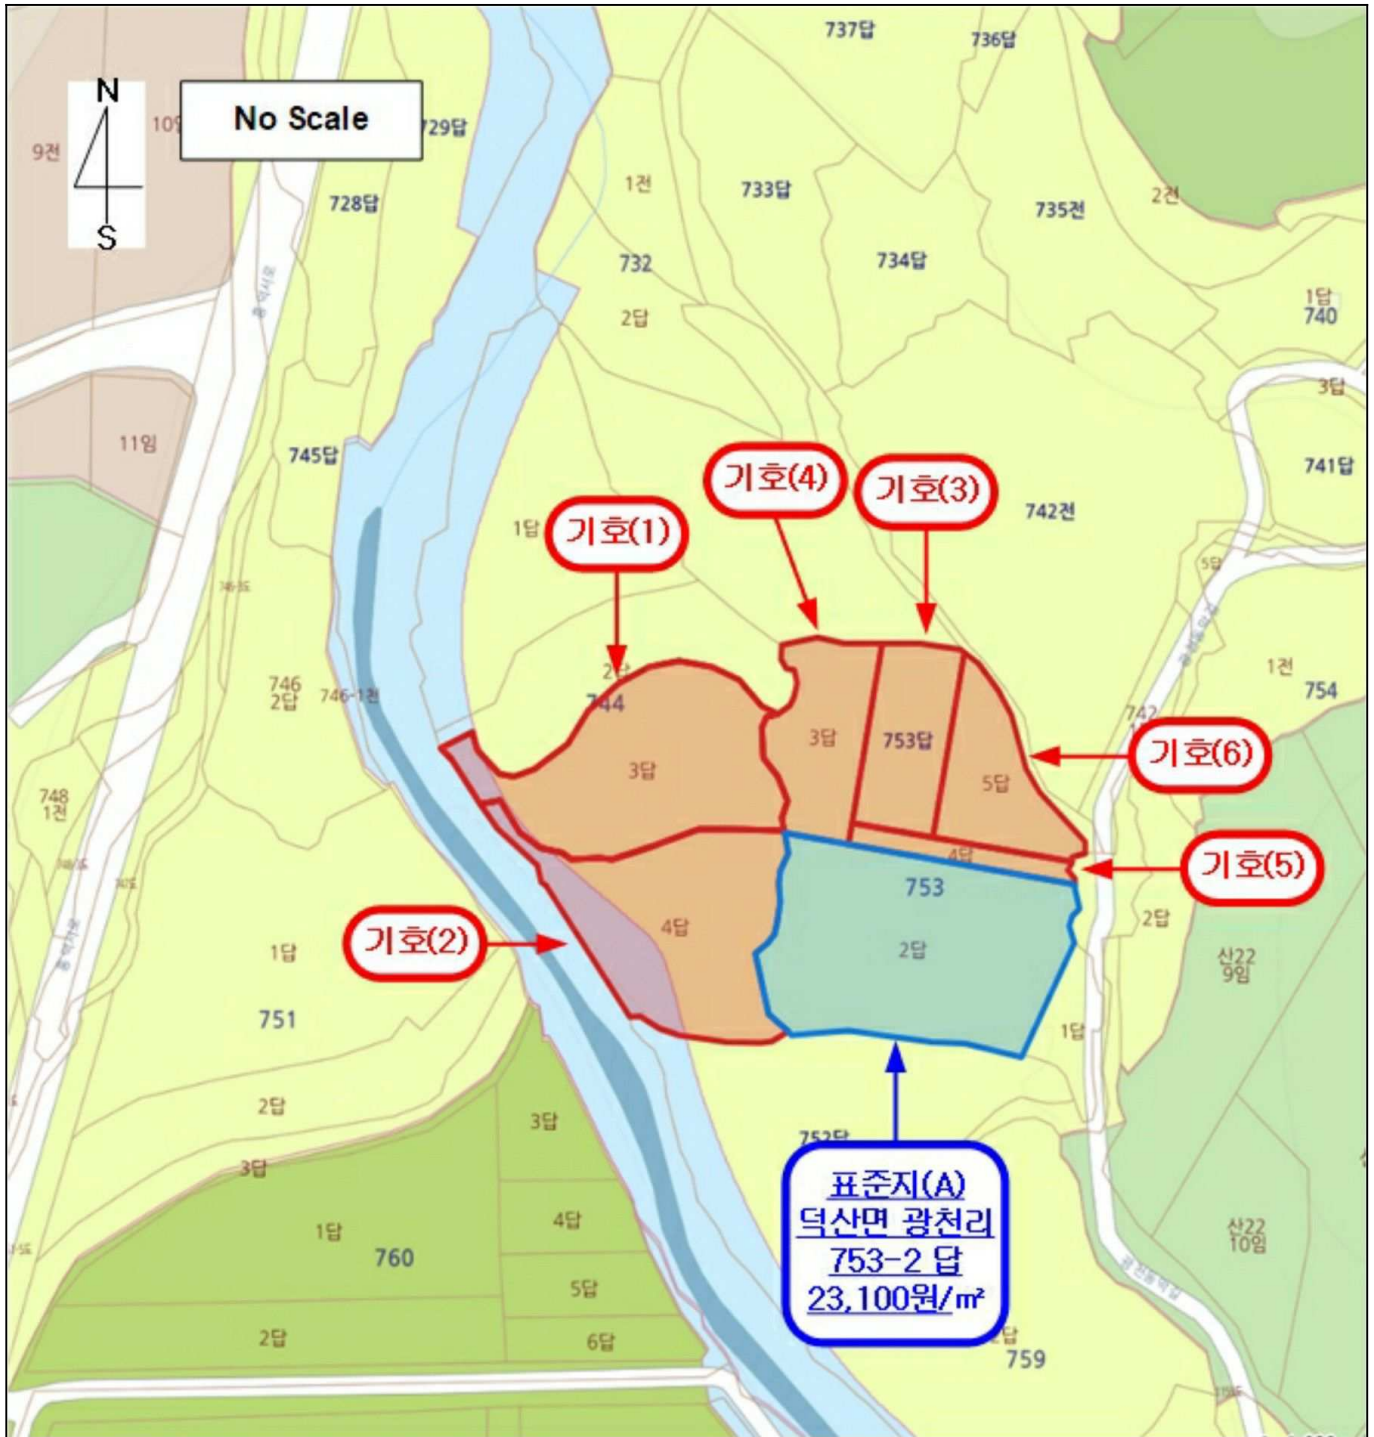 737답
736답
N
No Scale
729답
9전
1전
733답
2전
728답
735전
S
732
734답
1답
740
2답
3답
11임
745답
741답
기호(4)
기호(3)
742전
1답
기호(1)
5답
2답
1전
754
746
2답
746-1천
744
742
3답
753답
기호(6)
3답
5답
748
1전
4답
기호(5)
753
4답
2답
기호(2)
2답
1답
산22
9임
751
1답
2답
3답
752답
3답
표준지(A)
덕산면 광천리
753-2 답
23,100원/㎡
1답
760
4답
산22
10임
5답
2답
6답
답
759